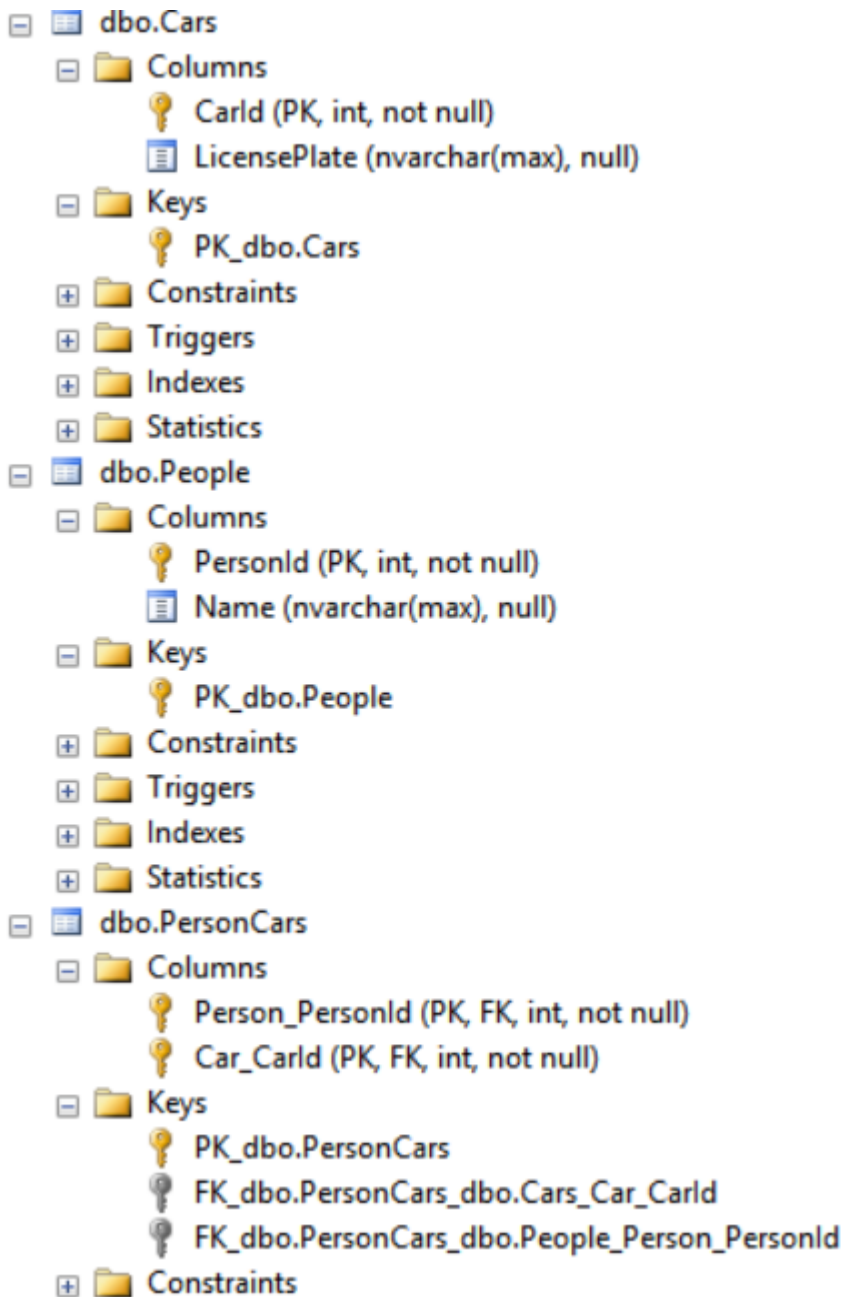 dbo.Cars
Columns
CarId (PK, int, not null)
LicensePlate (nvarchar(max), null)
Keys
PK_dbo.Cars
Constraints
Triggers
Indexes
Statistics
dbo.People
Columns
PersonId (PK, int, not null)
Name (nvarchar(max), null)
Keys
PK_dbo.People
Constraints
Triggers
Indexes
Statistics
dbo.PersonCars
Columns
Person_PersonId (PK, FK, int, not null)
Car_CarId (PK, FK, int, not null)
Keys
PK_dbo.PersonCars
FK_dbo.PersonCars_dbo.Cars_Car_CarId
FK_dbo.PersonCars_dbo.People_Person_PersonId
Constraints